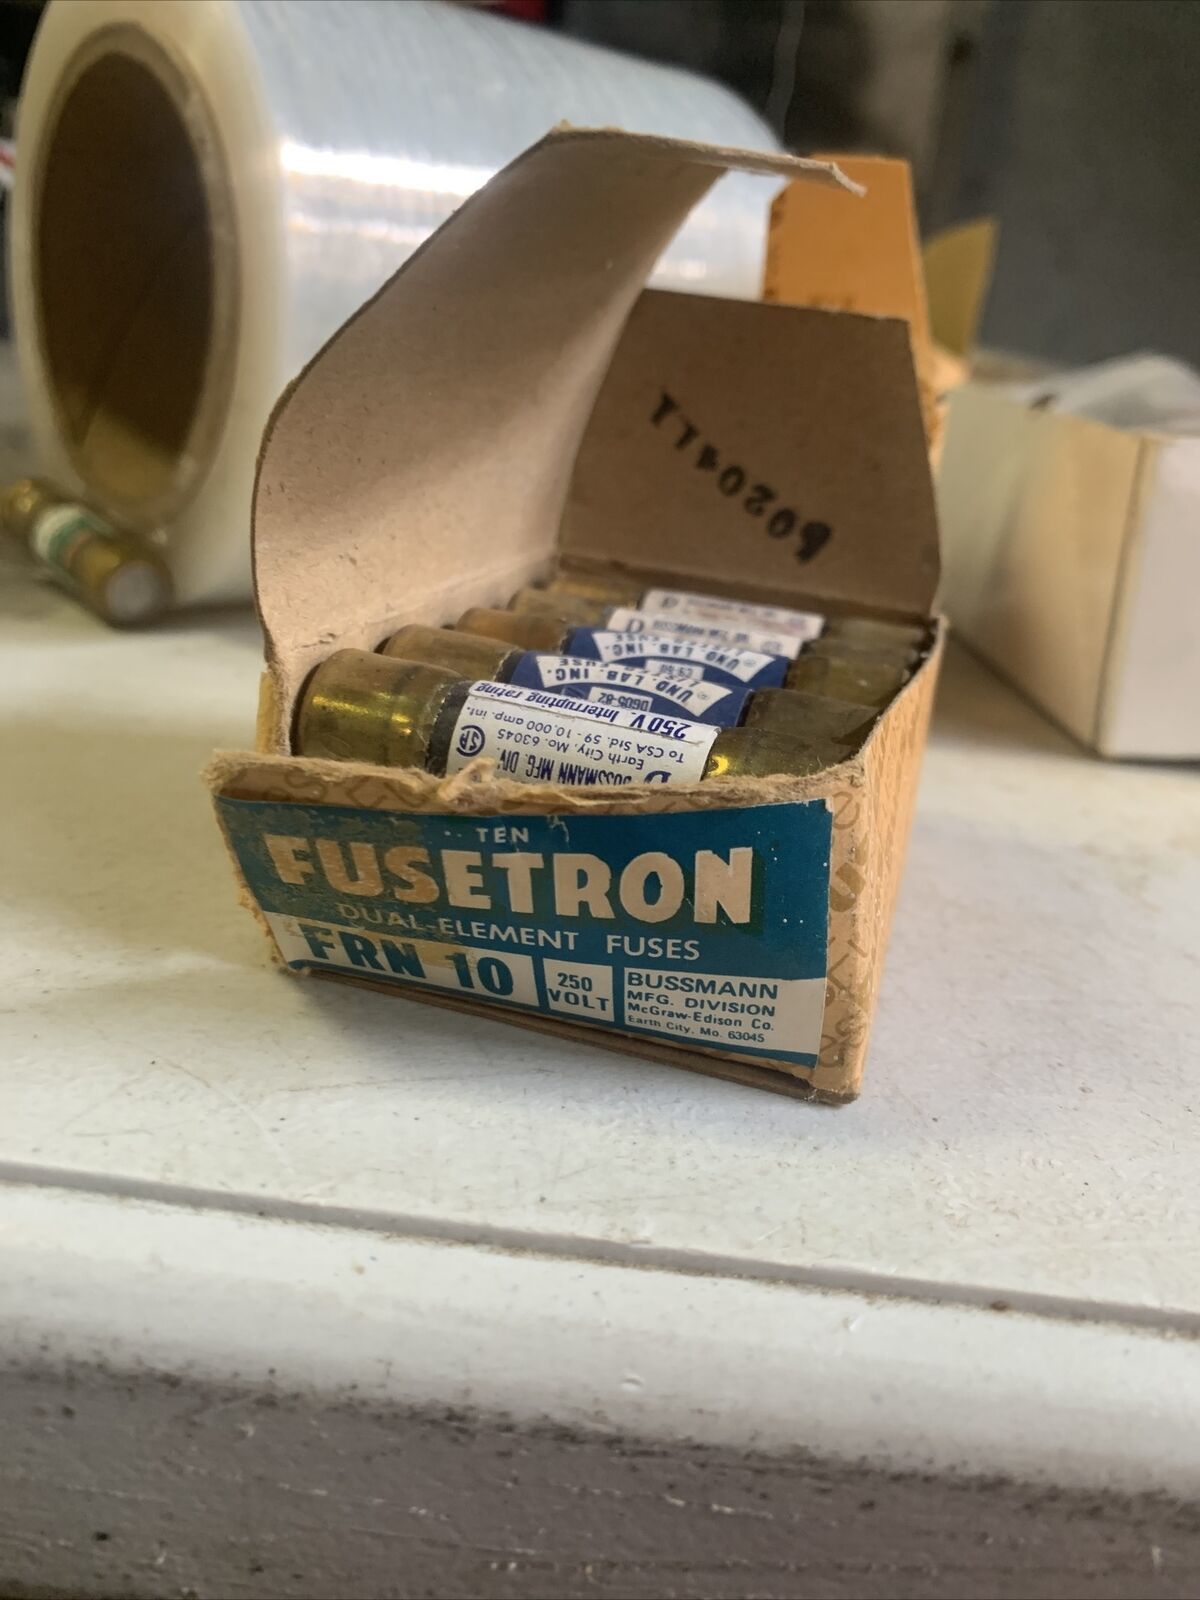 6020411
UND. LAB. INC.®
UND. LAB. INC.®
D605-82
250V. Interrupting rating
To CSA Std. 59 - 10,000 amp. int.
Earth City, Mo. 63045
BUSSMANN MFG. DIV.
TEN
FUSETRON
DUAL-ELEMENT FUSES
FRN 10
250
VOLT
BUSSMANN
MFG. DIVISION
McGraw-Edison Co.
Earth City, Mo. 63045